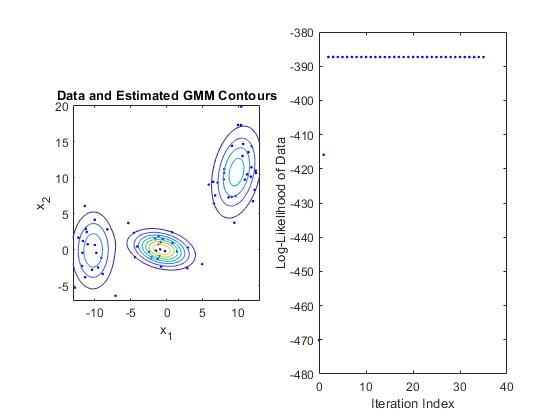 Data and Estimated GMM Contours
20
15
10
5
0
-5
x2
-10 -5 0 5 10
x1
-380
-390
-400
-410
-420
-430
-440
-450
-460
-470
-480
Log-Likelihood of Data
0 10 20 30 40
Iteration Index